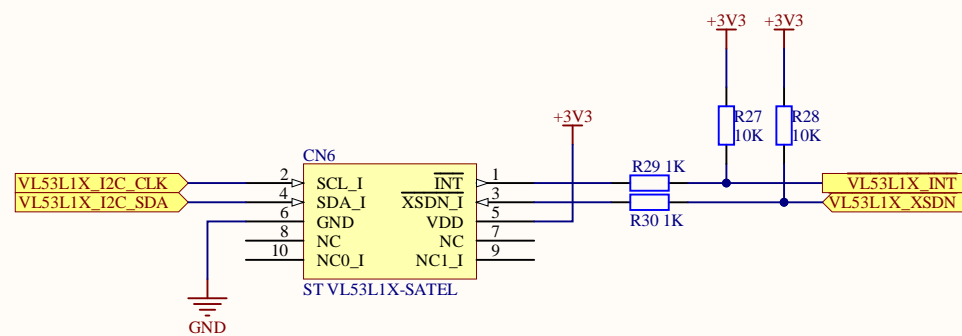 +3V3
+3V3
R27
10K
R28
10K
+3V3
CN6
R29 1K
VL53L1X_I2C_CLK
2
SCL_I
INT
1
VL53L1X_INT
VL53L1X_I2C_SDA
4
SDA_I
XSDN_I
3
VL53L1X_XSDN
6
GND
VDD
5
R30 1K
8
NC
NC
7
10
NC0_I
NC1_I
9
ST VL53L1X-SATEL
GND